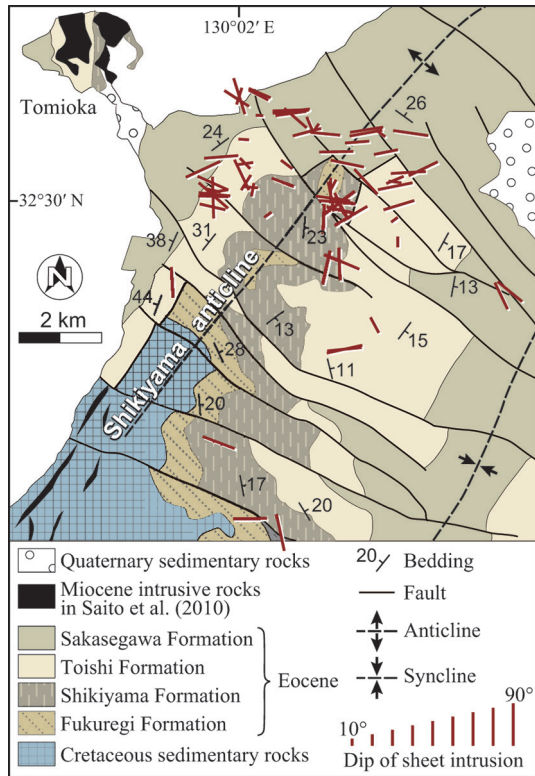 130°02′ E
Tomioka
26
24
32°30′ N
31
38
23
17
13
44
2 km
Shikiyama anticline
13
15
28
11
20
17
20
Quaternary sedimentary rocks
Miocene intrusive rocks
in Saito et al. (2010)
Sakasegawa Formation
Toishi Formation
Shikiyama Formation
Fukuregi Formation
Eocene
Cretaceous sedimentary rocks
20 Bedding
Fault
Anticline
Syncline
90°
10°
Dip of sheet intrusion
N